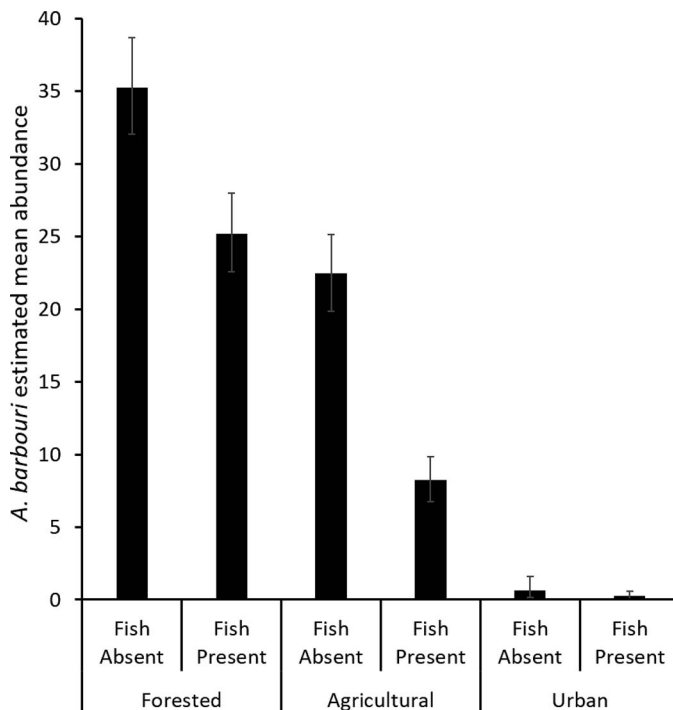 A. barbouri estimated mean abundance
40
35
30
25
20
15
10
5
0
Fish Absent
Fish Present
Fish Absent
Fish Present
Fish Absent
Fish Present
Forested
Agricultural
Urban